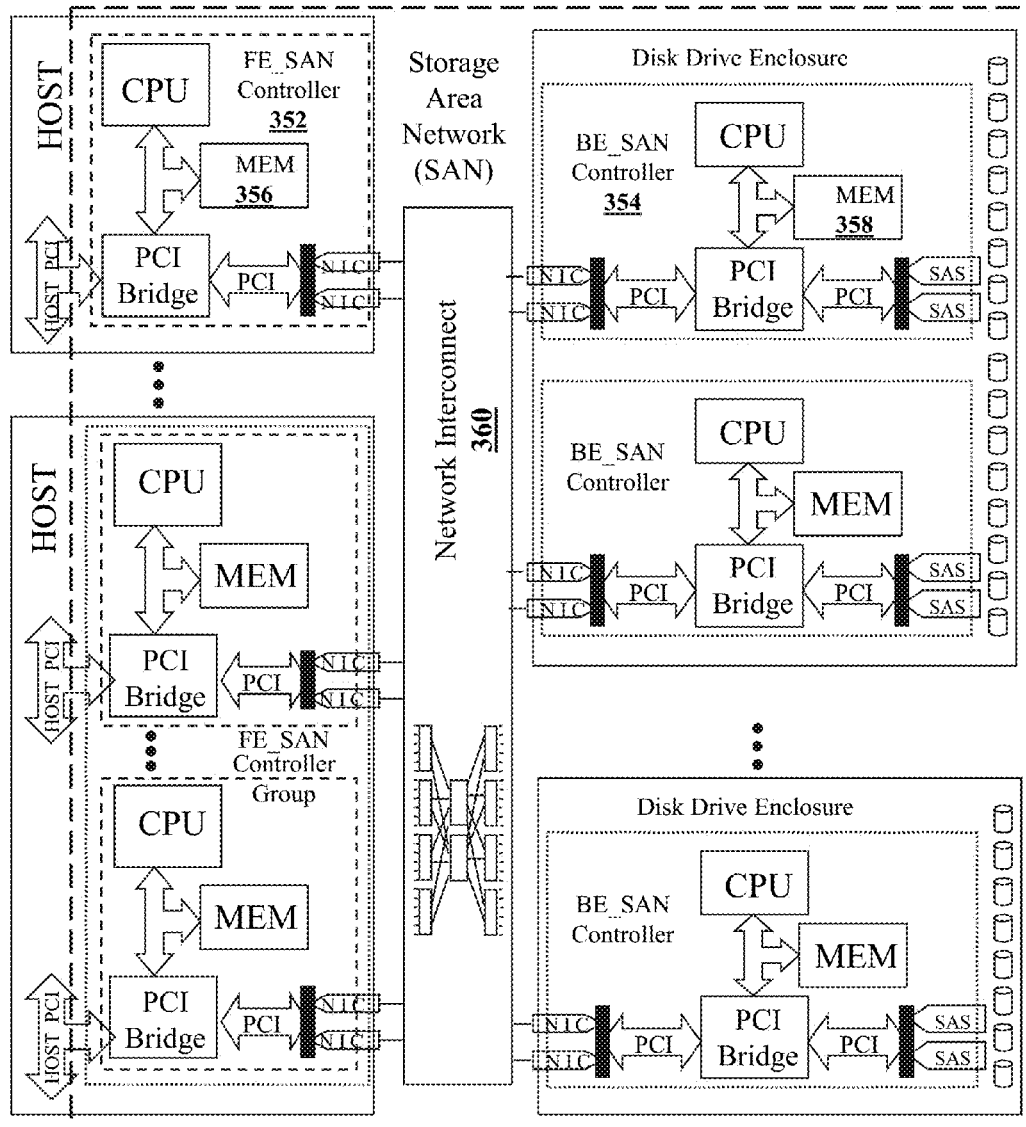 HOST
FE_SAN
Controller
352
CPU
MEM
356
HOST PCI
PCI
Bridge
PCI
NIC
NIC
HOST
CPU
MEM
HOST PCI
PCI
Bridge
PCI
NIC
NIC
FE_SAN
Controller
Group
CPU
MEM
HOST PCI
PCI
Bridge
PCI
NIC
NIC
Storage
Area
Network
(SAN)
Network Interconnect
360
Disk Drive Enclosure
BE_SAN
Controller
354
CPU
MEM
358
NIC
NIC
PCI
PCI
Bridge
PCI
SAS
SAS
BE_SAN
Controller
CPU
MEM
NIC
NIC
PCI
PCI
Bridge
PCI
SAS
SAS
Disk Drive Enclosure
BE_SAN
Controller
CPU
MEM
NIC
NIC
PCI
PCI
Bridge
PCI
SAS
SAS